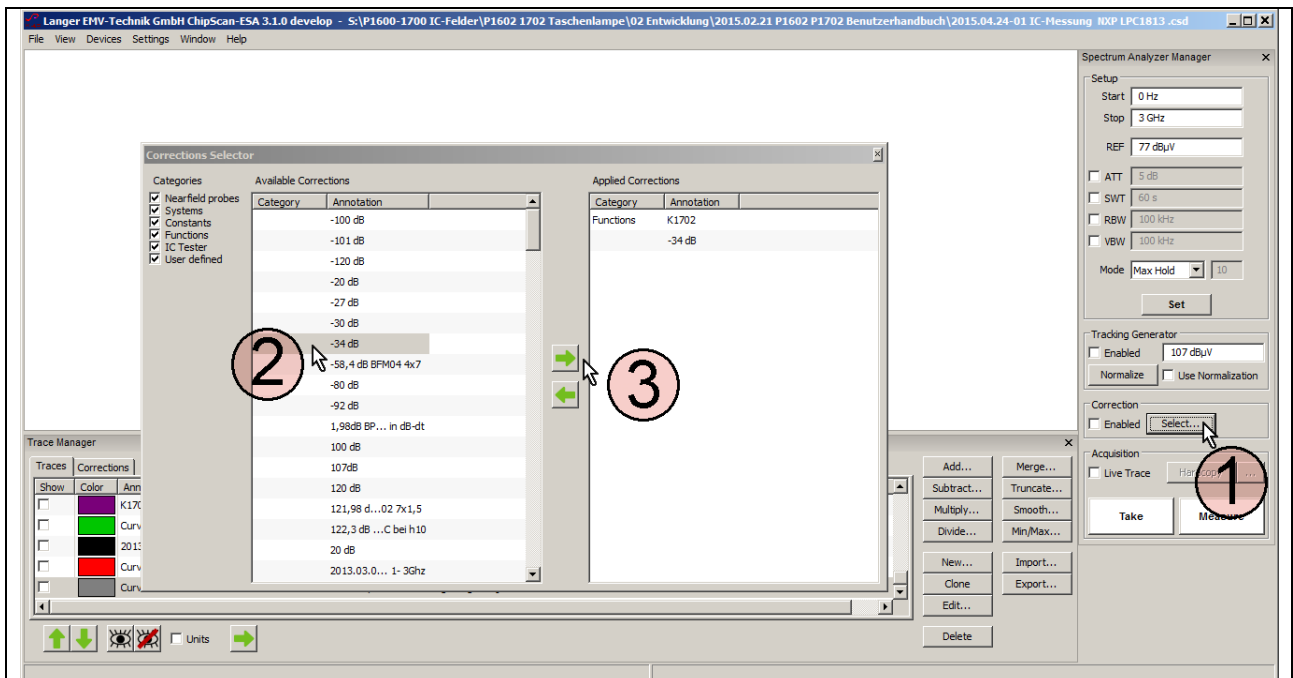 Langer EMV-Technik GmbH ChipScan-ESA 3.1.0 develop - S:\P1600-1700 IC-Felder\P1602 1702 Taschenlampe\02 Entwicklung\2015.02.21 P1602 P1702 Benutzerhandbuch\2015.04.24-01 IC-Messung NXP LPC1813 .csd
File View Devices Settings Window Help
Spectrum Analyzer Manager
Setup
Start 0 Hz
Stop 3 GHz
REF 77 dBµV
ATT 5 dB
SWT 60 s
RBW 100 kHz
VBW 100 kHz
Mode Max Hold 10
Set
Tracking Generator
Enabled 107 dBµV
Normalize Use Normalization
Correction
Enabled Select...
Acquisition
Live Trace Hardcopy ...
Take Measure
1
Corrections Selector
Categories
Nearfield probes
Systems
Constants
Functions
IC Tester
User defined
Available Corrections
Category Annotation
-100 dB
-101 dB
-120 dB
-20 dB
-27 dB
-30 dB
-34 dB
-58,4 dB BFM04 4x7
-80 dB
-92 dB
1,98dB BP... in dB-dt
100 dB
107dB
120 dB
121,98 d...02 7x1,5
122,3 dB ...C bei h10
20 dB
2013.03.0... 1- 3Ghz
2
3
Applied Corrections
Category Annotation
Functions K1702
-34 dB
Trace Manager
Traces Corrections
Show Color Ann
K170
Curv
2013
Curv
Curv
Units
Add... Merge...
Subtract... Truncate...
Multiply... Smooth...
Divide... Min/Max...
New... Import...
Clone Export...
Edit...
Delete